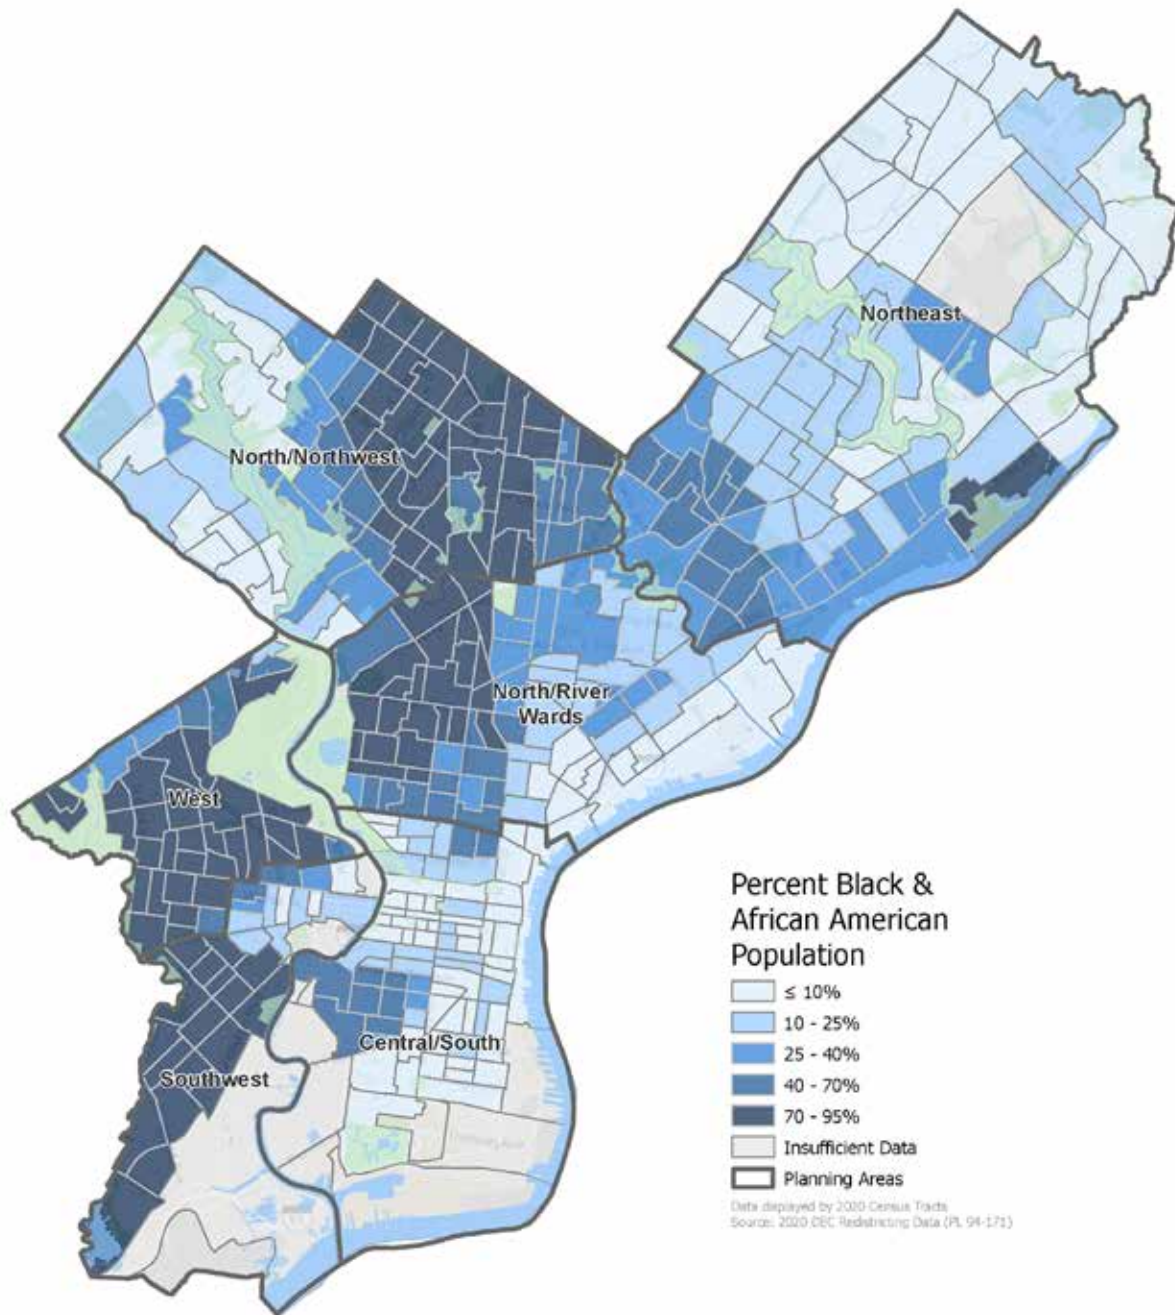 Northeast
North/Northwest
North/River
Wards
West
Central/South
Southwest
Percent Black &
African American
Population
≤ 10%
10 - 25%
25 - 40%
40 - 70%
70 - 95%
Insufficient Data
Planning Areas
Data displayed by 2020 Census Tracts
Source: 2020 DEC Redistricting Data (PL 94-171)